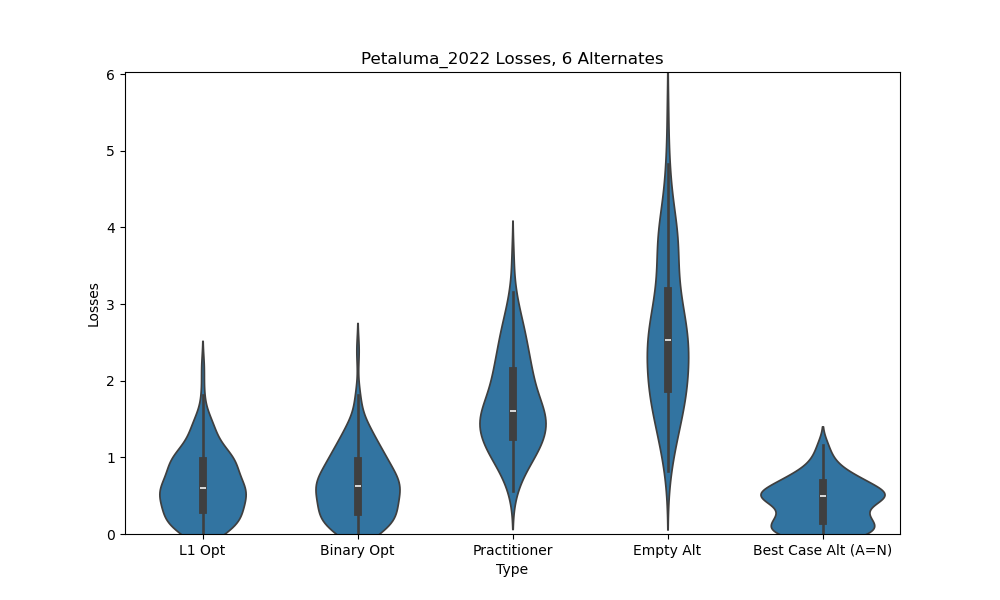 Petaluma_2022 Losses, 6 Alternates
6
5
4
3
2
1
0
Losses
L1 Opt
Binary Opt
Practitioner
Empty Alt
Best Case Alt (A=N)
Type